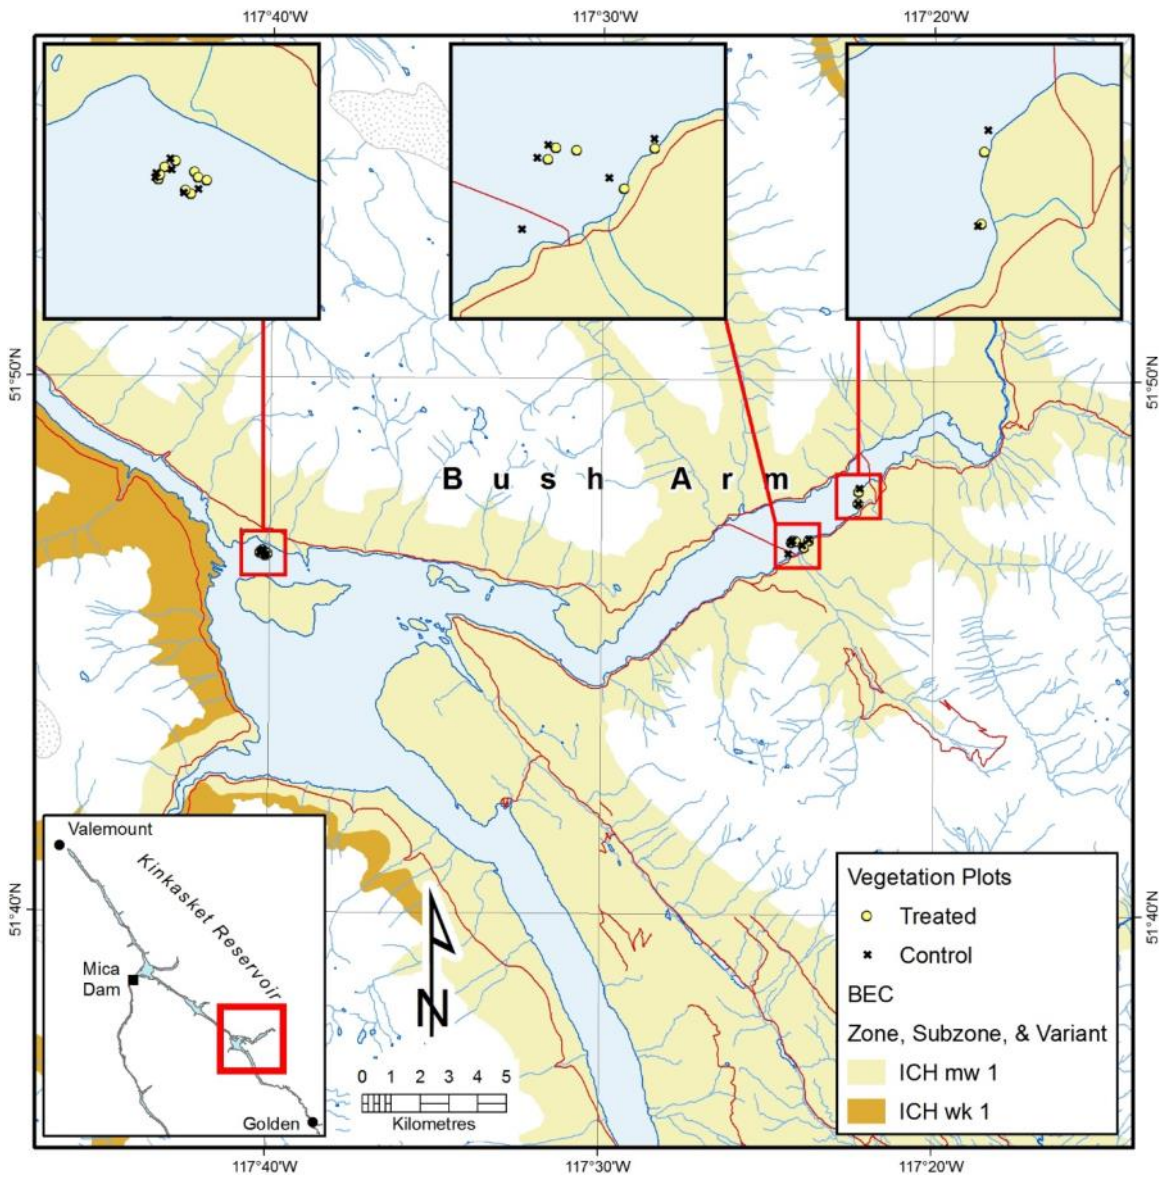 117°40'W
117°30'W
117°20'W
51°50'N
51°50'N
Bush Arm
Valemount
Kinkasket Reservoir
Mica
Dam
Golden
N
0 1 2 3 4 5
Kilometres
Vegetation Plots
Treated
Control
BEC
Zone, Subzone, & Variant
ICH mw 1
ICH wk 1
51°40'N
51°40'N
117°40'W
117°30'W
117°20'W